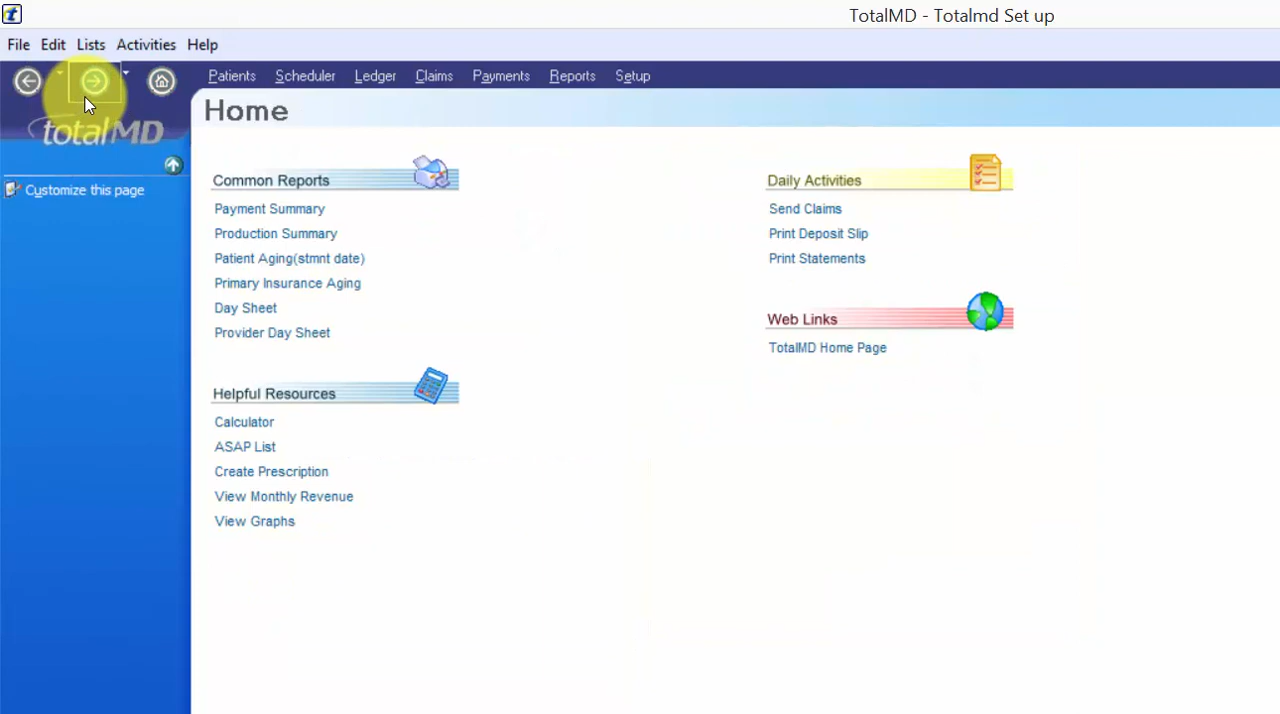 TotalMD - Totalmd Set up
File Edit Lists Activities Help
Patients Scheduler Ledger Claims Payments Reports Setup
totalMD
Home
Customize this page
Common Reports
Payment Summary
Production Summary
Patient Aging(stmnt date)
Primary Insurance Aging
Day Sheet
Provider Day Sheet
Helpful Resources
Calculator
ASAP List
Create Prescription
View Monthly Revenue
View Graphs
Daily Activities
Send Claims
Print Deposit Slip
Print Statements
Web Links
TotalMD Home Page